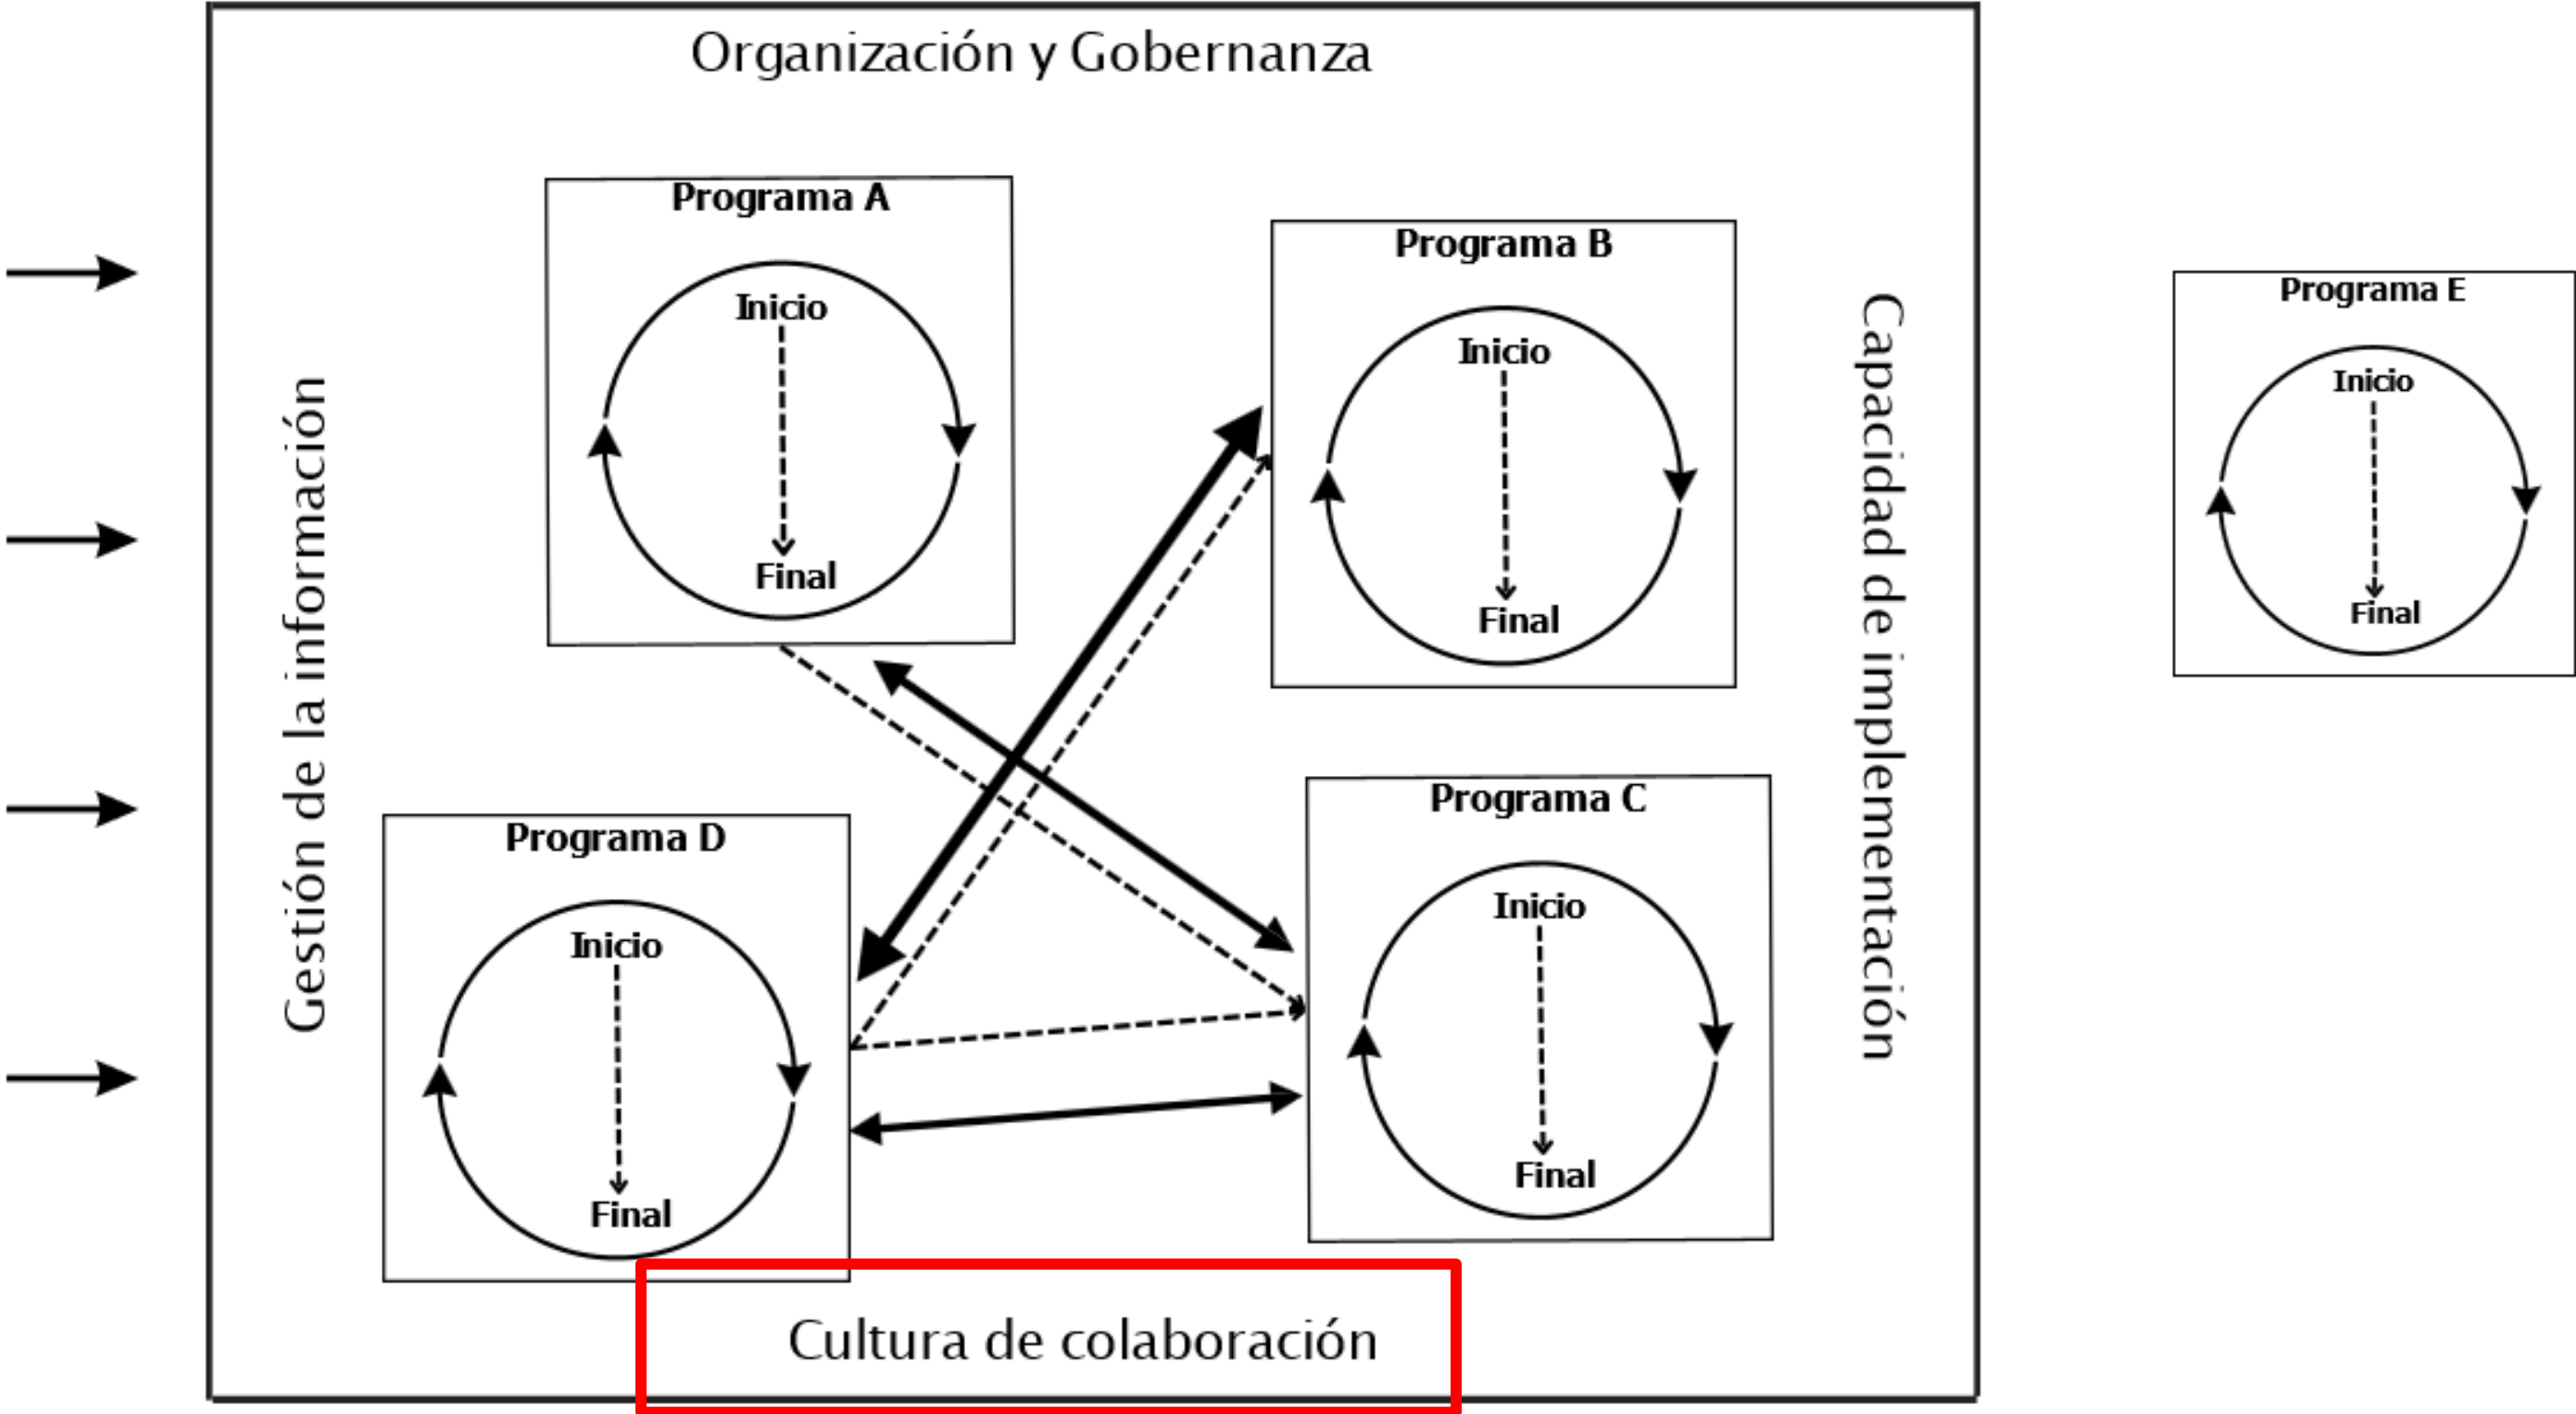 Organización y Gobernanza
Gestión de la información
Programa A
Inicio
Final
Programa B
Inicio
Final
Programa D
Inicio
Final
Programa C
Inicio
Final
Capacidad de implementación
Cultura de colaboración
Programa E
Inicio
Final